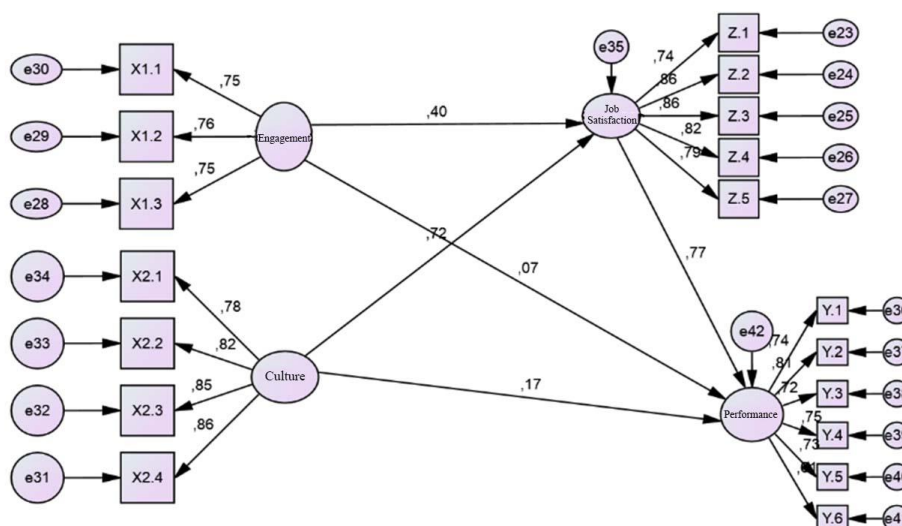 e30
X1.1
,75
e29
X1.2
,76
e28
X1.3
,75
Engagement
,40
e35
Job
Satisfaction
,74
Z.1
e23
,86
Z.2
e24
,86
Z.3
e25
,82
Z.4
e26
,79
Z.5
e27
,72
,07
,77
e34
X2.1
,78
e33
X2.2
,82
e32
X2.3
,85
e31
X2.4
,86
Culture
,17
e42
Performance
,74
Y.1
,81
Y.2
,72
Y.3
,75
Y.4
,73
Y.5
Y.6